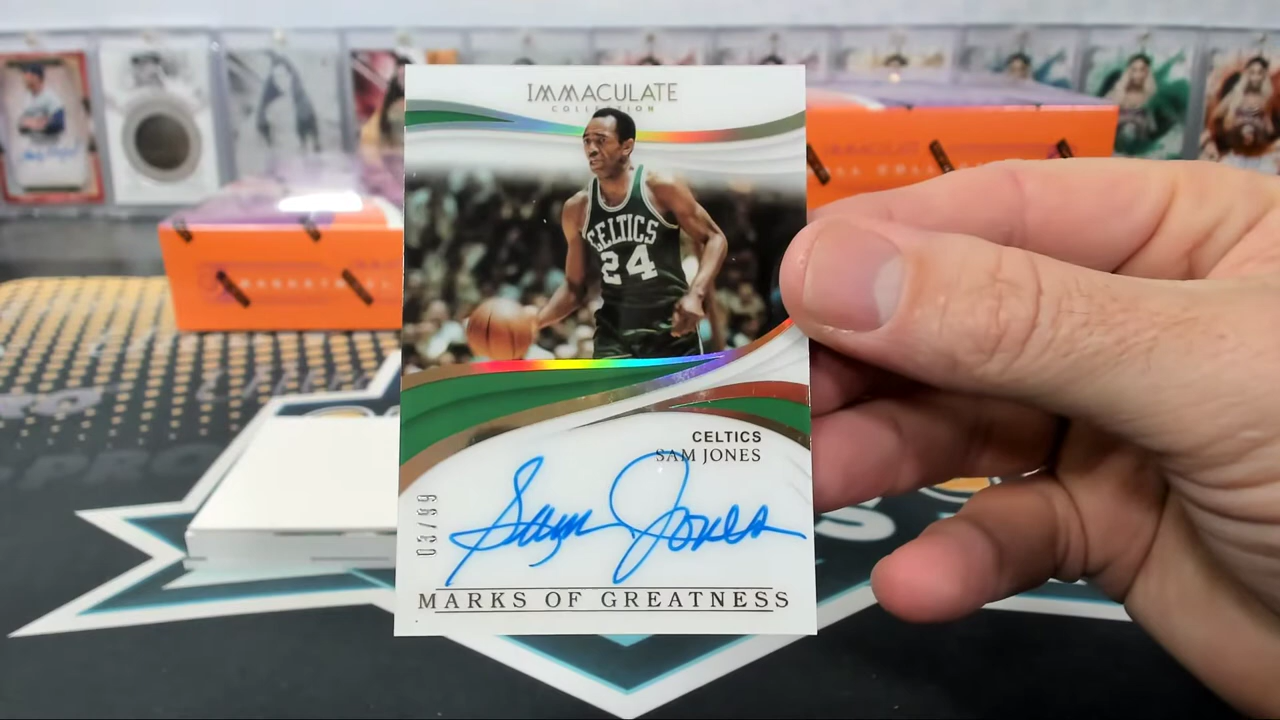 IMMACULATE
COLLECTION
CELTICS
24
CELTICS
SAM JONES
03/99
Sam Jones
MARKS OF GREATNESS